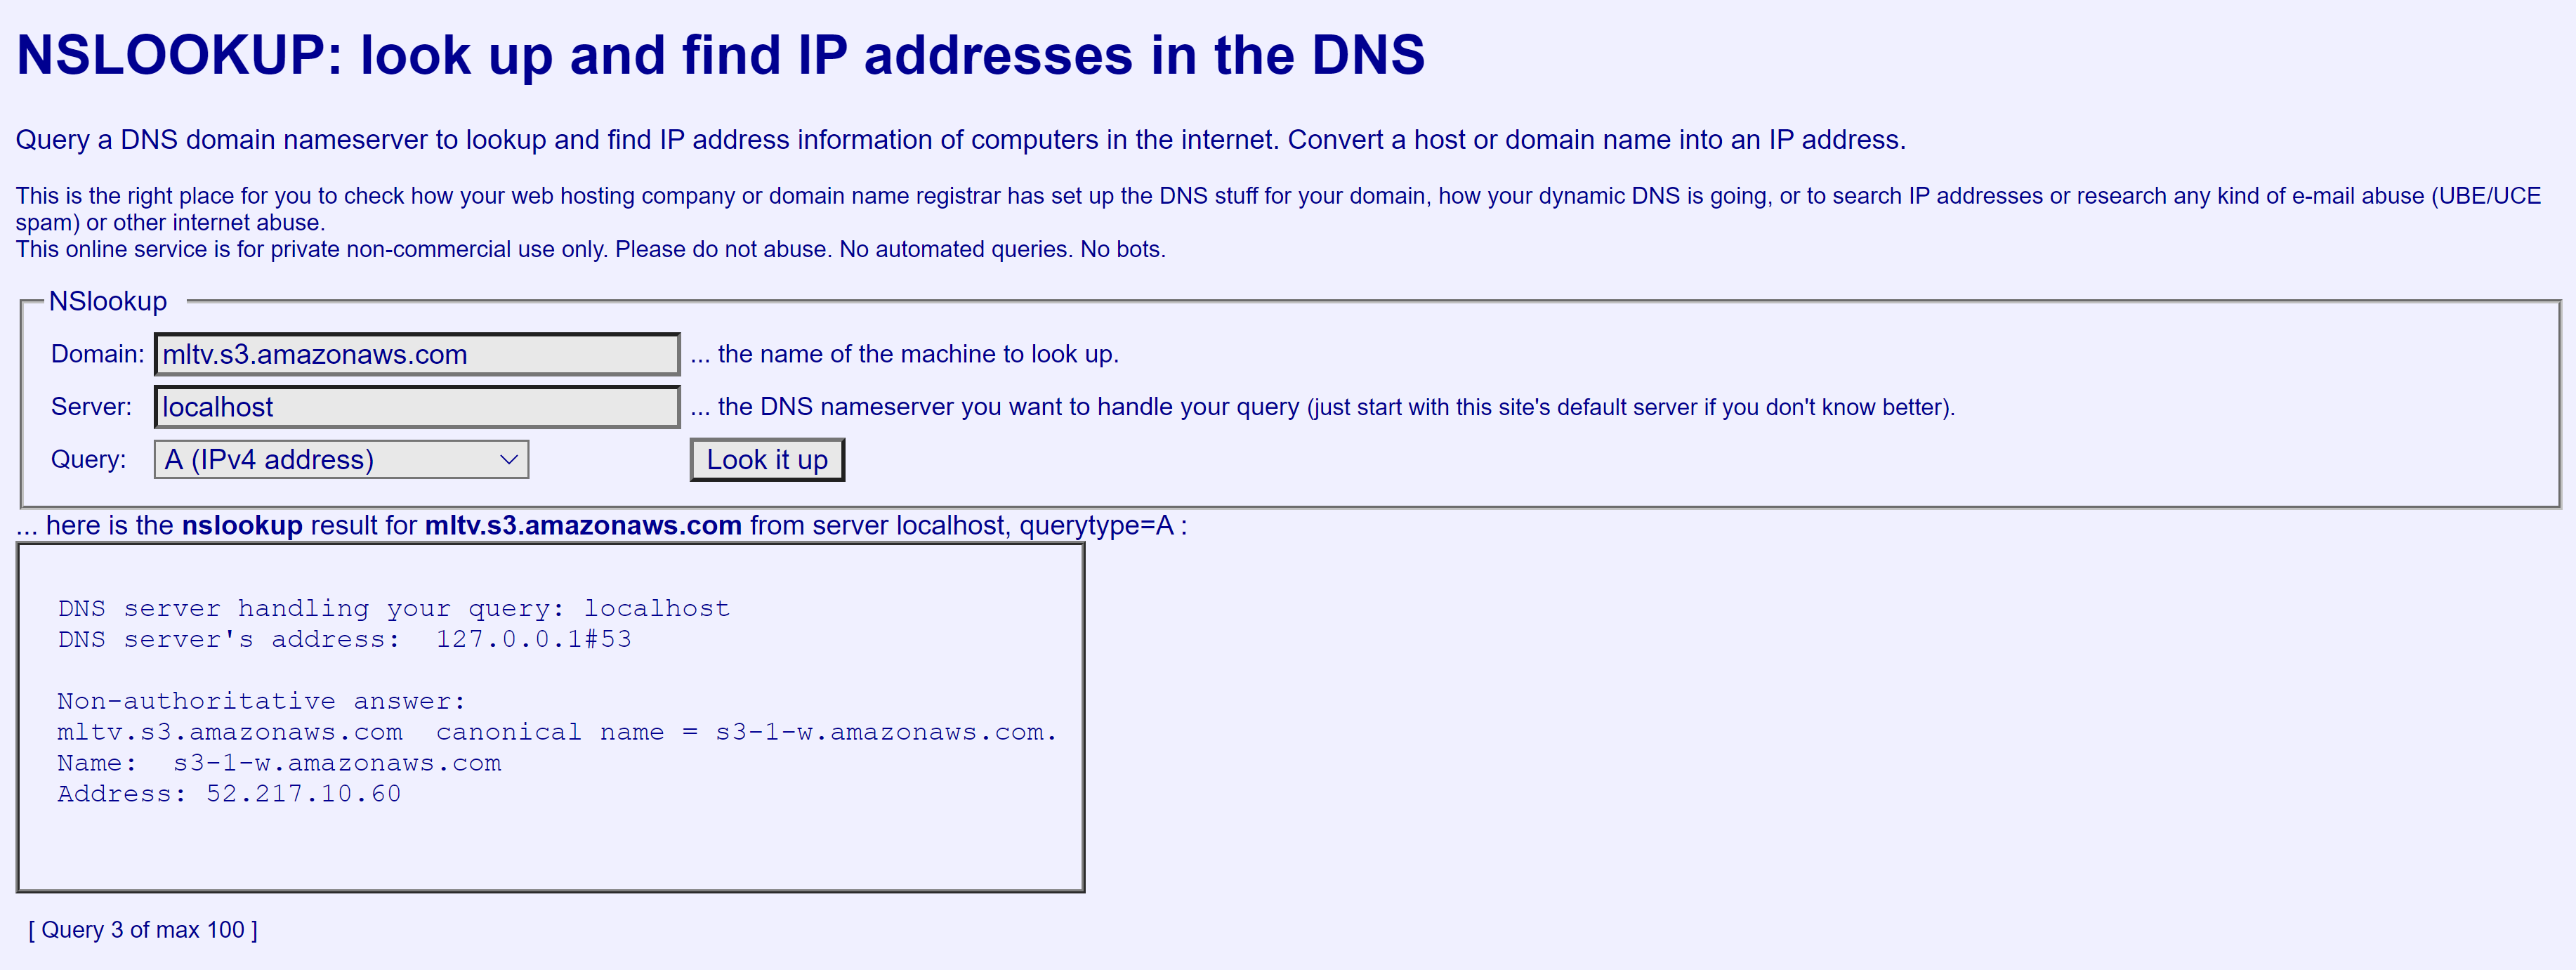 NSLOOKUP: look up and find IP addresses in the DNS
Query a DNS domain nameserver to lookup and find IP address information of computers in the internet. Convert a host or domain name into an IP address.
This is the right place for you to check how your web hosting company or domain name registrar has set up the DNS stuff for your domain, how your dynamic DNS is going, or to search IP addresses or research any kind of e-mail abuse (UBE/UCE
spam) or other internet abuse.
This online service is for private non-commercial use only. Please do not abuse. No automated queries. No bots.
NSlookup
Domain: mltv.s3.amazonaws.com ... the name of the machine to look up.
Server: localhost ... the DNS nameserver you want to handle your query (just start with this site's default server if you don't know better).
Query: A (IPv4 address) Look it up
... here is the nslookup result for mltv.s3.amazonaws.com from server localhost, querytype=A :
DNS server handling your query: localhost
DNS server's address:  127.0.0.1#53
Non-authoritative answer:
mltv.s3.amazonaws.com  canonical name = s3-1-w.amazonaws.com.
Name:  s3-1-w.amazonaws.com
Address: 52.217.10.60
[ Query 3 of max 100 ]